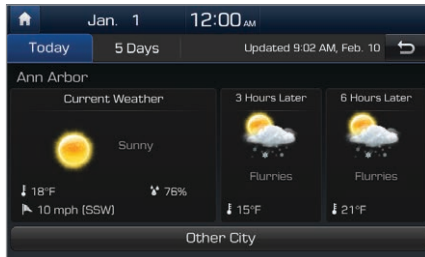 Jan. 1 12:00 AM
Today 5 Days Updated 9:02 AM, Feb. 10
Ann Arbor
Current Weather 3 Hours Later 6 Hours Later
Sunny
Flurries Flurries
18°F 76% 15°F 21°F
10 mph (SSW)
Other City